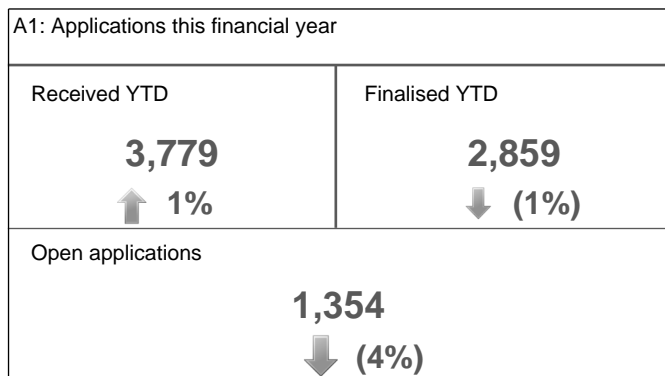 A1: Applications this financial year
Received YTD
3,779
1%
Finalised YTD
2,859
(1%)
Open applications
1,354
(4%)